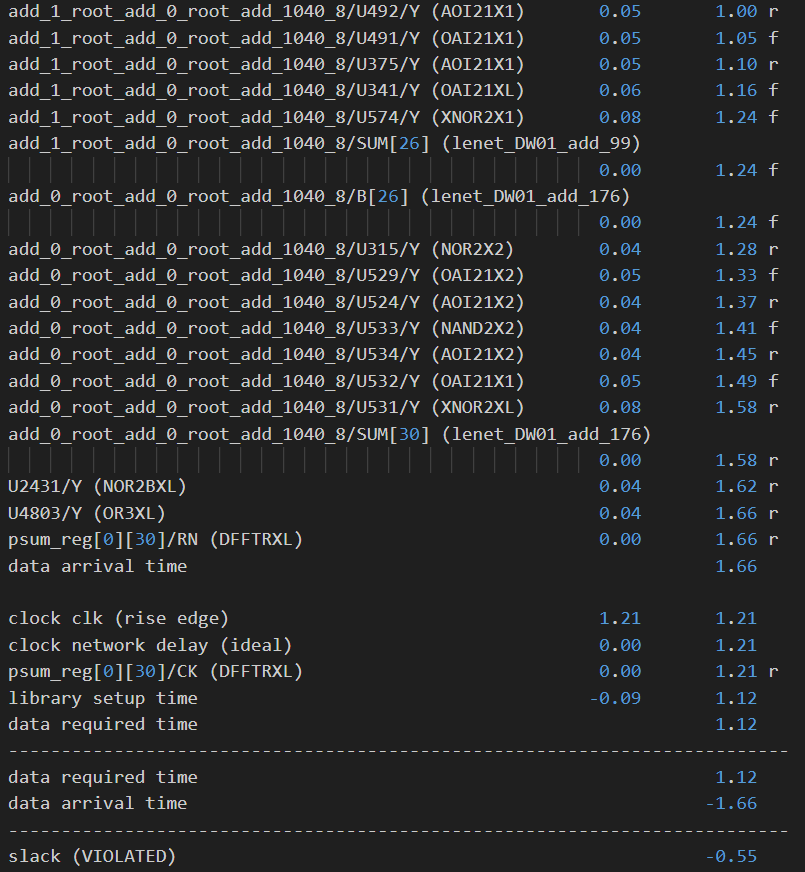 add_1_root_add_0_root_add_1040_8/U492/Y (AOI21X1) 0.05 1.00 r
add_1_root_add_0_root_add_1040_8/U491/Y (OAI21X1) 0.05 1.05 f
add_1_root_add_0_root_add_1040_8/U375/Y (AOI21X1) 0.05 1.10 r
add_1_root_add_0_root_add_1040_8/U341/Y (OAI21XL) 0.06 1.16 f
add_1_root_add_0_root_add_1040_8/U574/Y (XNOR2X1) 0.08 1.24 f
add_1_root_add_0_root_add_1040_8/SUM[26] (lenet_DW01_add_99)
0.00 1.24 f
add_0_root_add_0_root_add_1040_8/B[26] (lenet_DW01_add_176)
0.00 1.24 f
add_0_root_add_0_root_add_1040_8/U315/Y (NOR2X2) 0.04 1.28 r
add_0_root_add_0_root_add_1040_8/U529/Y (OAI21X2) 0.05 1.33 f
add_0_root_add_0_root_add_1040_8/U524/Y (AOI21X2) 0.04 1.37 r
add_0_root_add_0_root_add_1040_8/U533/Y (NAND2X2) 0.04 1.41 f
add_0_root_add_0_root_add_1040_8/U534/Y (AOI21X2) 0.04 1.45 r
add_0_root_add_0_root_add_1040_8/U532/Y (OAI21X1) 0.05 1.49 f
add_0_root_add_0_root_add_1040_8/U531/Y (XNOR2XL) 0.08 1.58 r
add_0_root_add_0_root_add_1040_8/SUM[30] (lenet_DW01_add_176)
0.00 1.58 r
U2431/Y (NOR2BXL) 0.04 1.62 r
U4803/Y (OR3XL) 0.04 1.66 r
psum_reg[0][30]/RN (DFFTRXL) 0.00 1.66 r
data arrival time 1.66
clock clk (rise edge) 1.21 1.21
clock network delay (ideal) 0.00 1.21
psum_reg[0][30]/CK (DFFTRXL) 0.00 1.21 r
library setup time -0.09 1.12
data required time 1.12
--------------------------------------------------------------------------
data required time 1.12
data arrival time -1.66
--------------------------------------------------------------------------
slack (VIOLATED) -0.55